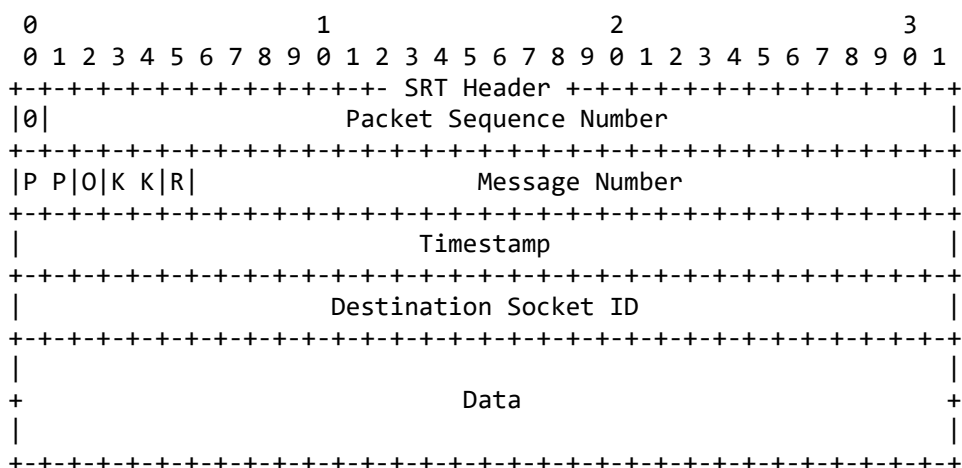 0                   1                   2                   3
 0 1 2 3 4 5 6 7 8 9 0 1 2 3 4 5 6 7 8 9 0 1 2 3 4 5 6 7 8 9 0 1
+-+-+-+-+-+-+-+-+-+-+-+-+- SRT Header +-+-+-+-+-+-+-+-+-+-+-+-+-+
|0|                    Packet Sequence Number                   |
+-+-+-+-+-+-+-+-+-+-+-+-+-+-+-+-+-+-+-+-+-+-+-+-+-+-+-+-+-+-+-+-+
|P P|O|K K|R|                   Message Number                  |
+-+-+-+-+-+-+-+-+-+-+-+-+-+-+-+-+-+-+-+-+-+-+-+-+-+-+-+-+-+-+-+-+
|                           Timestamp                           |
+-+-+-+-+-+-+-+-+-+-+-+-+-+-+-+-+-+-+-+-+-+-+-+-+-+-+-+-+-+-+-+-+
|                     Destination Socket ID                     |
+-+-+-+-+-+-+-+-+-+-+-+-+-+-+-+-+-+-+-+-+-+-+-+-+-+-+-+-+-+-+-+-+
|                                                               |
+                              Data                             +
|                                                               |
+-+-+-+-+-+-+-+-+-+-+-+-+-+-+-+-+-+-+-+-+-+-+-+-+-+-+-+-+-+-+-+-+